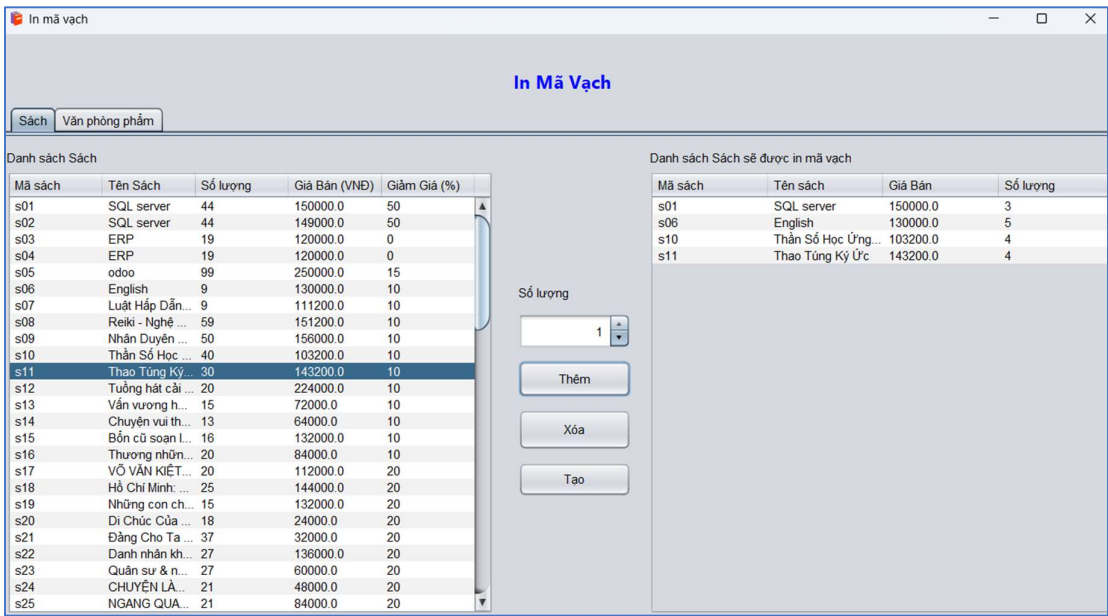 In mã vạch
In Mã Vạch
Sách Văn phòng phẩm
Danh sách Sách
Mã sách Tên Sách Số lượng Giá Bán (VNĐ) Giảm Giá (%)
s01 SQL server 44 150000.0 50
s02 SQL server 44 149000.0 50
s03 ERP 19 120000.0 0
s04 ERP 19 120000.0 0
s05 odoo 99 250000.0 15
s06 English 9 130000.0 10
s07 Luật Hấp Dẫn... 9 111200.0 10
s08 Reiki - Nghệ ... 59 151200.0 10
s09 Nhân Duyên ... 50 156000.0 10
s10 Thần Số Học ... 40 103200.0 10
s11 Thao Túng Ký... 30 143200.0 10
s12 Tuồng hát cải ... 20 224000.0 10
s13 Vấn vương h... 15 72000.0 10
s14 Chuyện vui th... 13 64000.0 10
s15 Bổn cũ soạn l... 16 132000.0 10
s16 Thương nhữn... 20 84000.0 10
s17 VÕ VĂN KIỆT... 20 112000.0 20
s18 Hồ Chí Minh: ... 25 144000.0 20
s19 Những con ch... 15 132000.0 20
s20 Di Chúc Của ... 18 24000.0 20
s21 Đảng Cho Ta ... 37 32000.0 20
s22 Danh nhân kh... 27 136000.0 20
s23 Quân sư & n... 27 60000.0 20
s24 CHUYỆN LÀ... 21 48000.0 20
s25 NGANG QUA... 21 84000.0 20
Số lượng
1
Thêm
Xóa
Tạo
Danh sách Sách sẽ được in mã vạch
Mã sách Tên sách Giá Bán Số lượng
s01 SQL server 150000.0 3
s06 English 130000.0 5
s10 Thần Số Học Ứng... 103200.0 4
s11 Thao Túng Ký Ức 143200.0 4